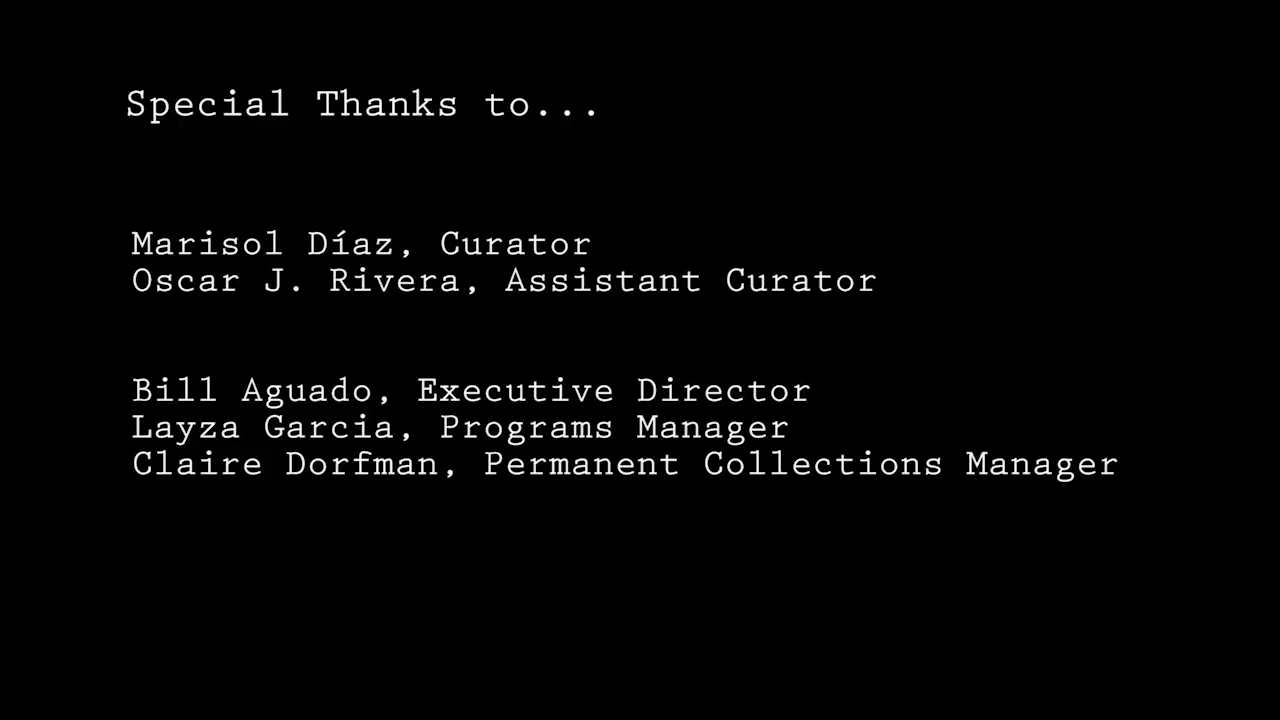 Special Thanks to...
Marisol Díaz, Curator
Oscar J. Rivera, Assistant Curator
Bill Aguado, Executive Director
Layza Garcia, Programs Manager
Claire Dorfman, Permanent Collections Manager